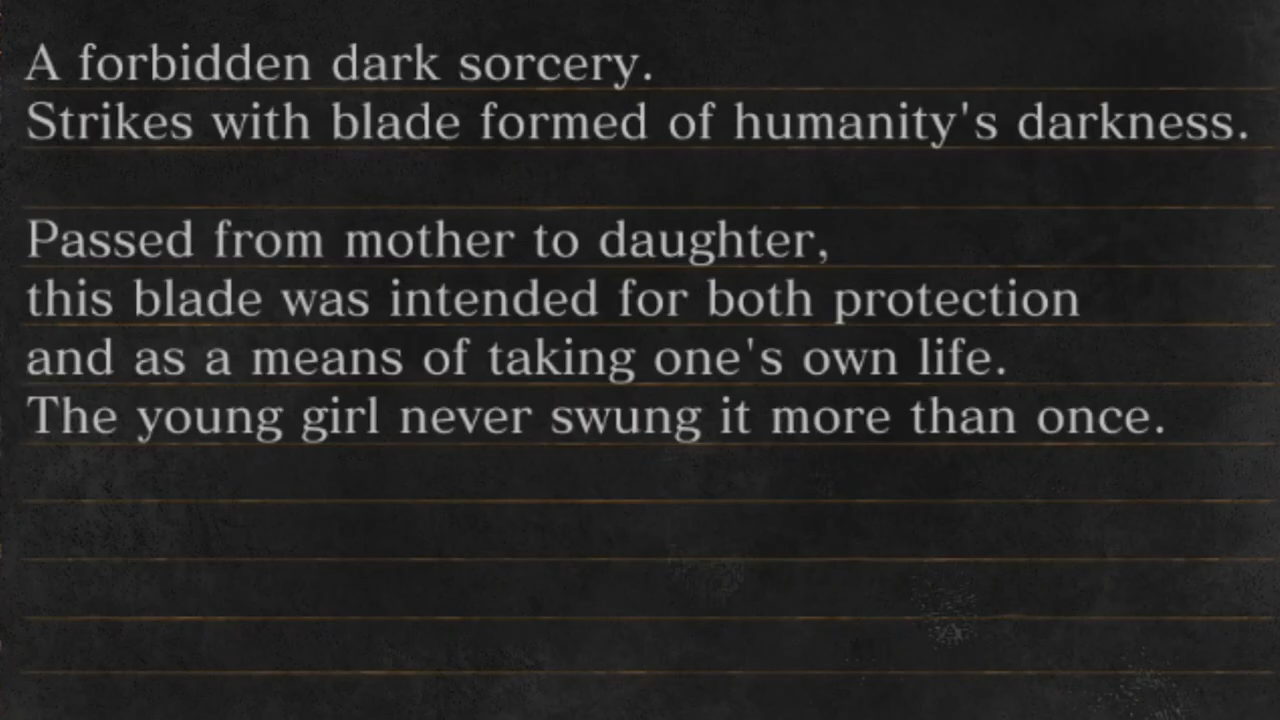 A forbidden dark sorcery.
Strikes with blade formed of humanity's darkness.
Passed from mother to daughter,
this blade was intended for both protection
and as a means of taking one's own life.
The young girl never swung it more than once.